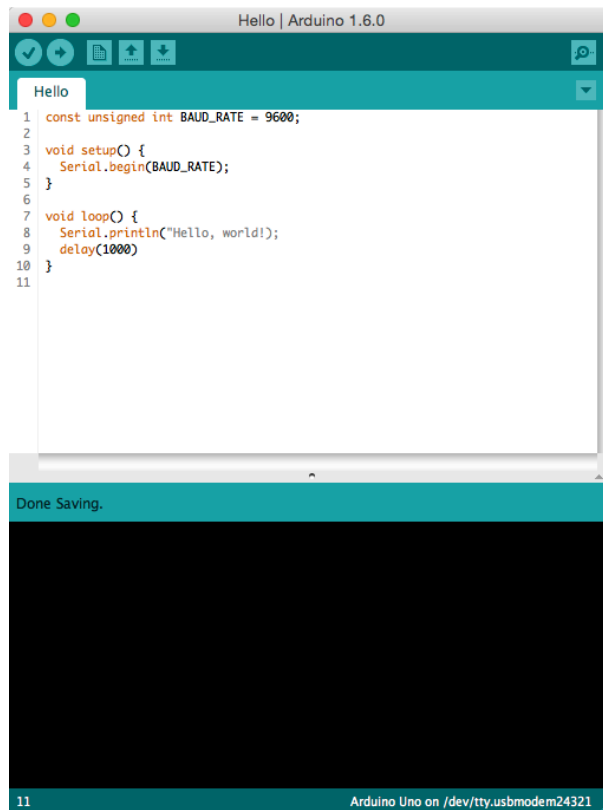 Hello | Arduino 1.6.0
Hello
1 const unsigned int BAUD_RATE = 9600;
2
3 void setup() {
4   Serial.begin(BAUD_RATE);
5 }
6
7 void loop() {
8   Serial.println("Hello, world!);
9   delay(1000)
10 }
11
Done Saving.
11 Arduino Uno on /dev/tty.usbmodem24321